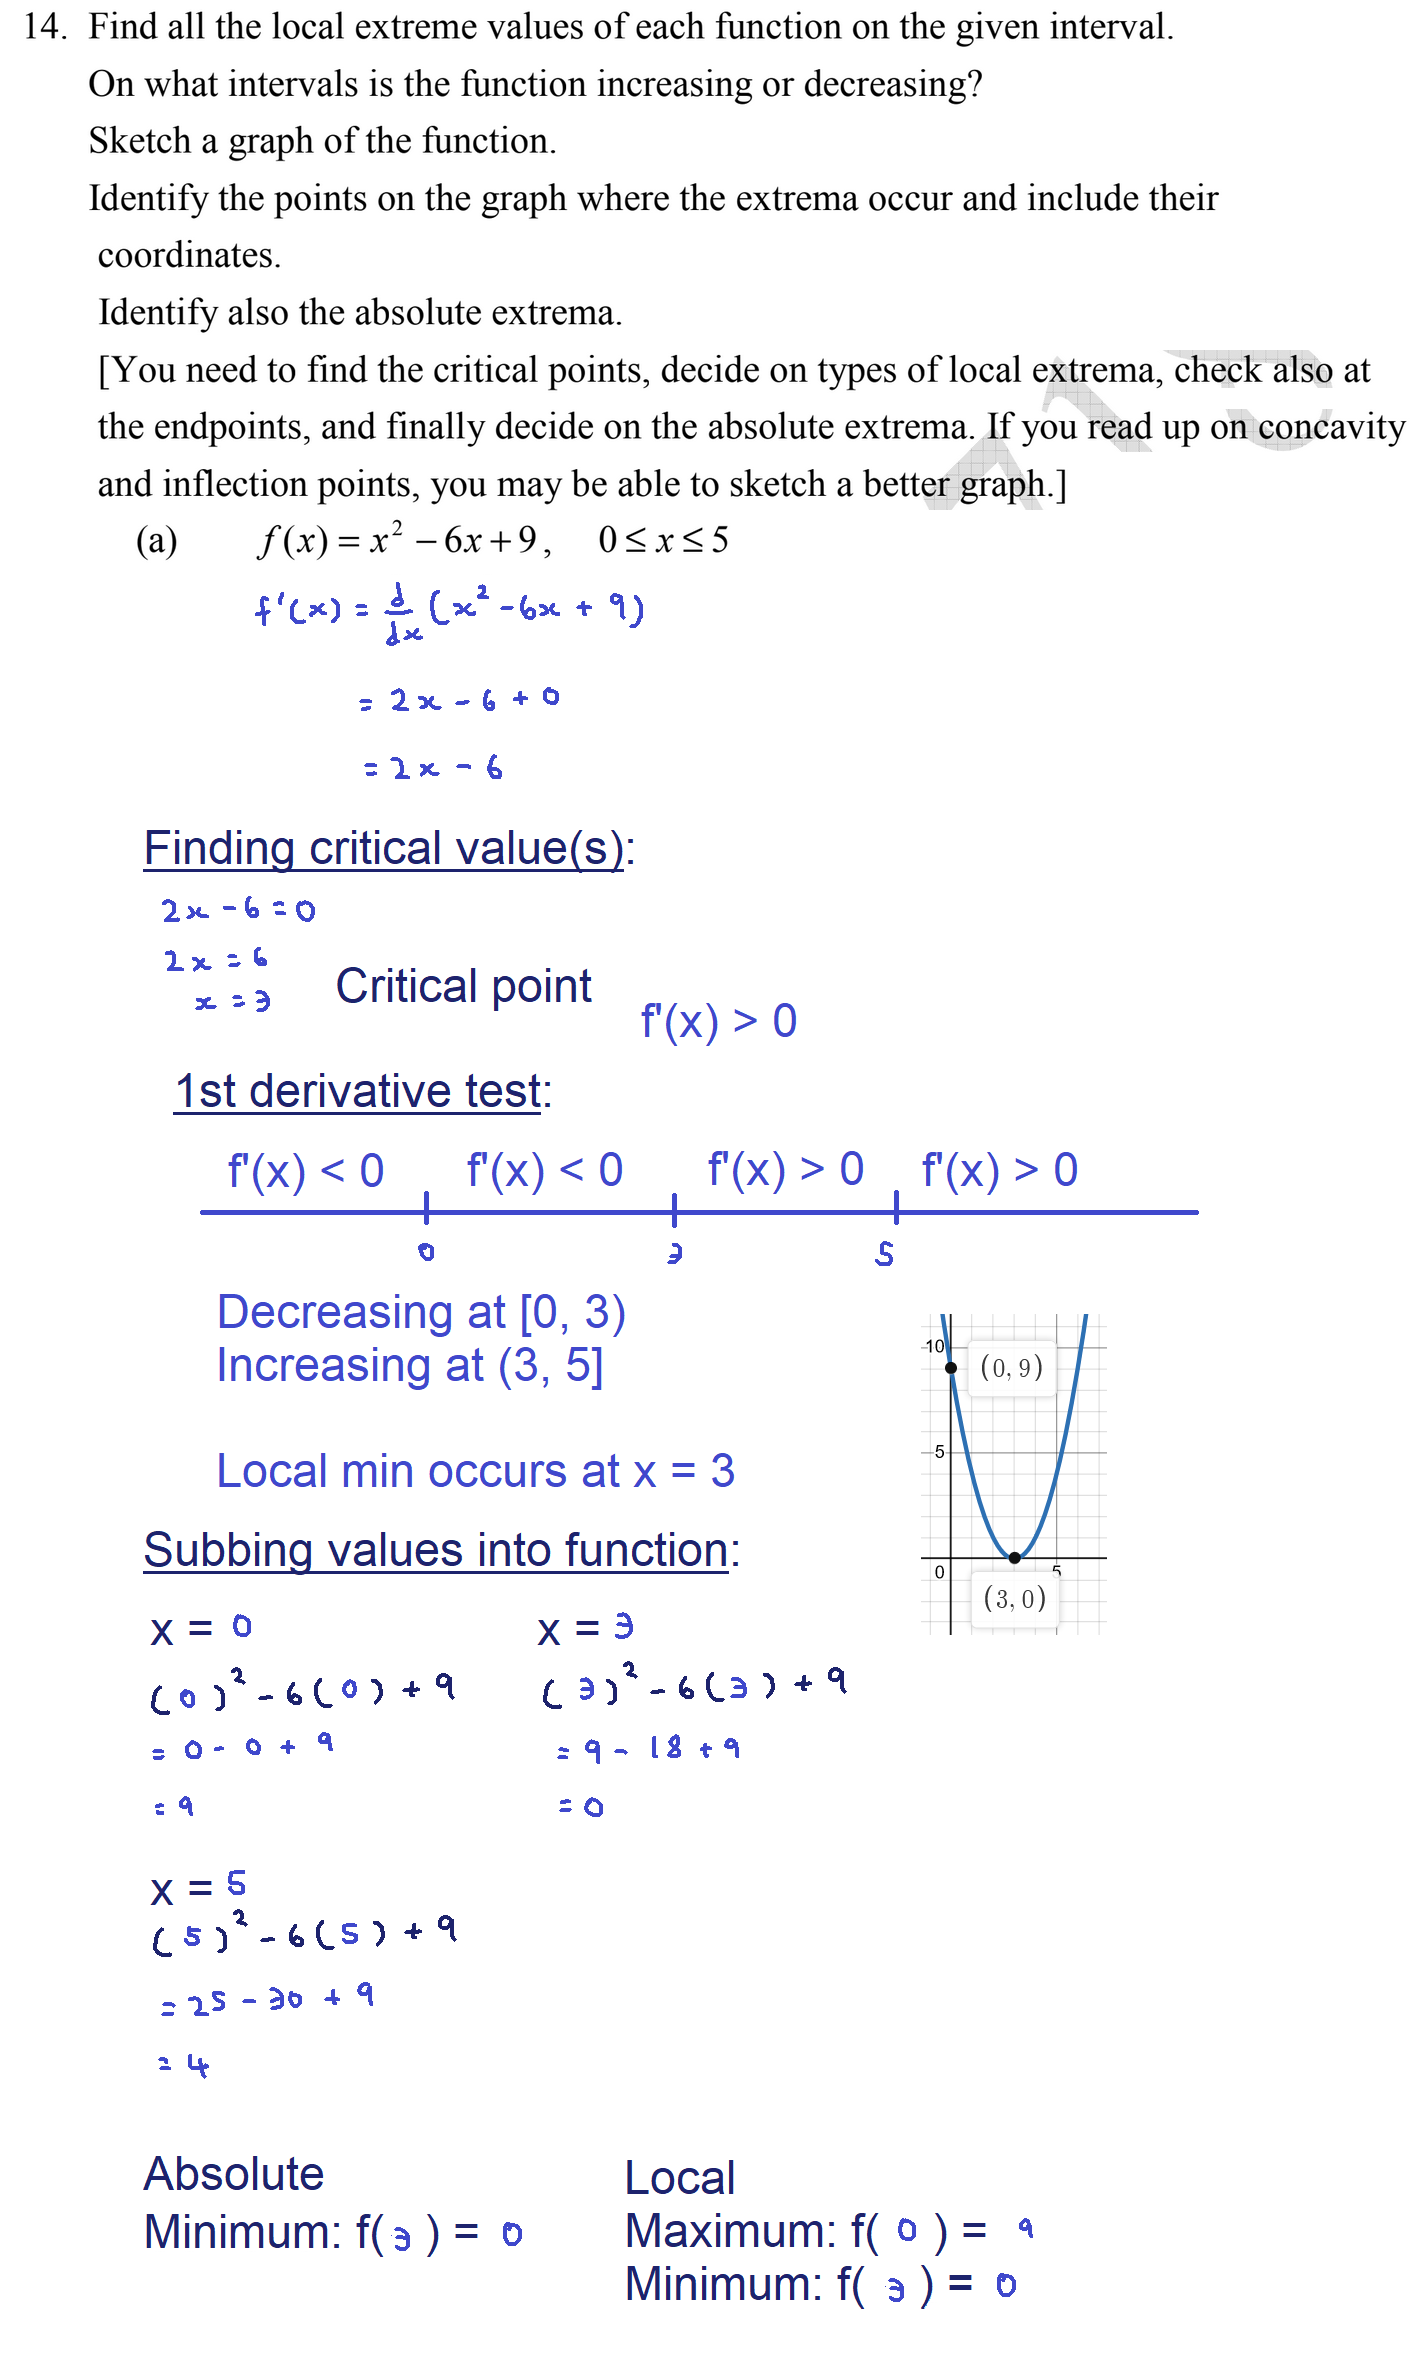 14. Find all the local extreme values of each function on the given interval.
On what intervals is the function increasing or decreasing?
Sketch a graph of the function.
Identify the points on the graph where the extrema occur and include their
coordinates.
Identify also the absolute extrema.
[You need to find the critical points, decide on types of local extrema, check also at
the endpoints, and finally decide on the absolute extrema. If you read up on concavity
and inflection points, you may be able to sketch a better graph.]
(a) f(x) = x² − 6x + 9, 0 ≤ x ≤ 5
f'(x) = d/dx (x² - 6x + 9)
= 2x - 6 + 0
= 2x - 6
Finding critical value(s):
2x - 6 = 0
2x = 6
x = 3
Critical point
f'(x) > 0
1st derivative test:
f'(x) < 0 f'(x) < 0 f'(x) > 0 f'(x) > 0
0 3 5
Decreasing at [0, 3)
Increasing at (3, 5]
Local min occurs at x = 3
10
(0, 9)
5
0 5
(3, 0)
Subbing values into function:
x = 0
(0)² - 6(0) + 9
= 0 - 0 + 9
= 9
x = 3
(3)² - 6(3) + 9
= 9 - 18 + 9
= 0
x = 5
(5)² - 6(5) + 9
= 25 - 30 + 9
= 4
Absolute
Minimum: f(3) = 0
Local
Maximum: f(0) = 9
Minimum: f(3) = 0